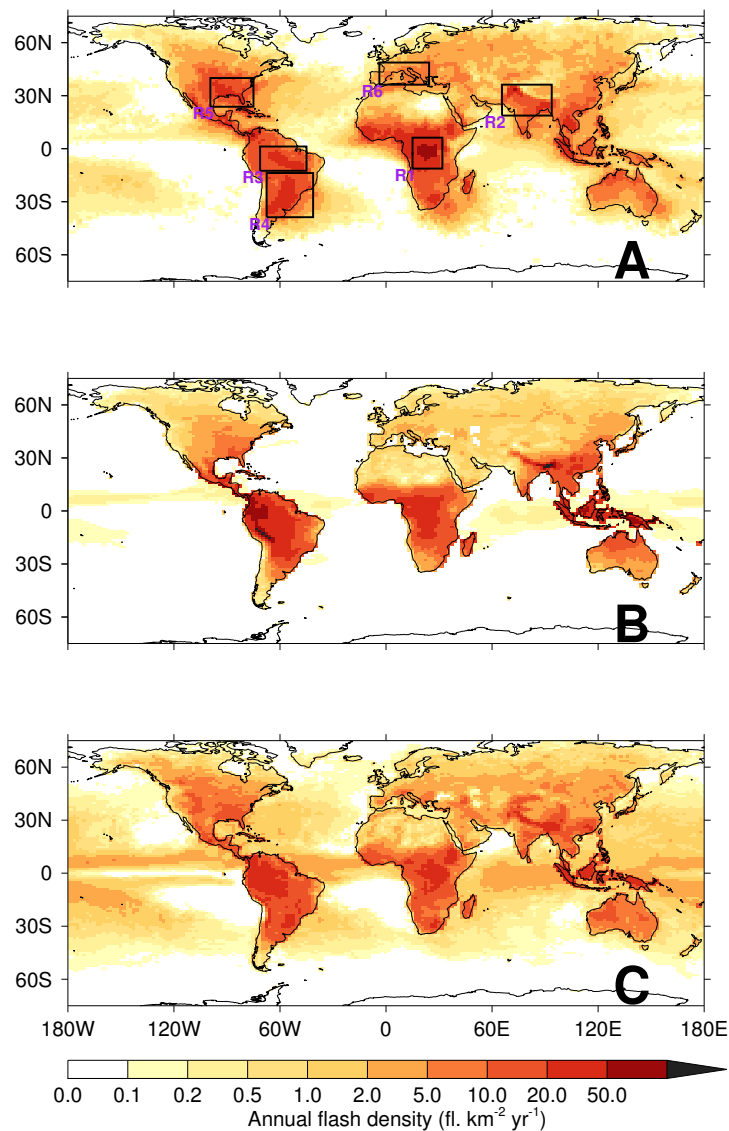 60N
30N
0
30S
60S
R5
R6
R2
R3
R1
R4
A
60N
30N
0
30S
60S
B
60N
30N
0
30S
60S
C
180W 120W 60W 0 60E 120E 180E
0.0 0.1 0.2 0.5 1.0 2.0 5.0 10.0 20.0 50.0
Annual flash density (fl. km⁻² yr⁻¹)